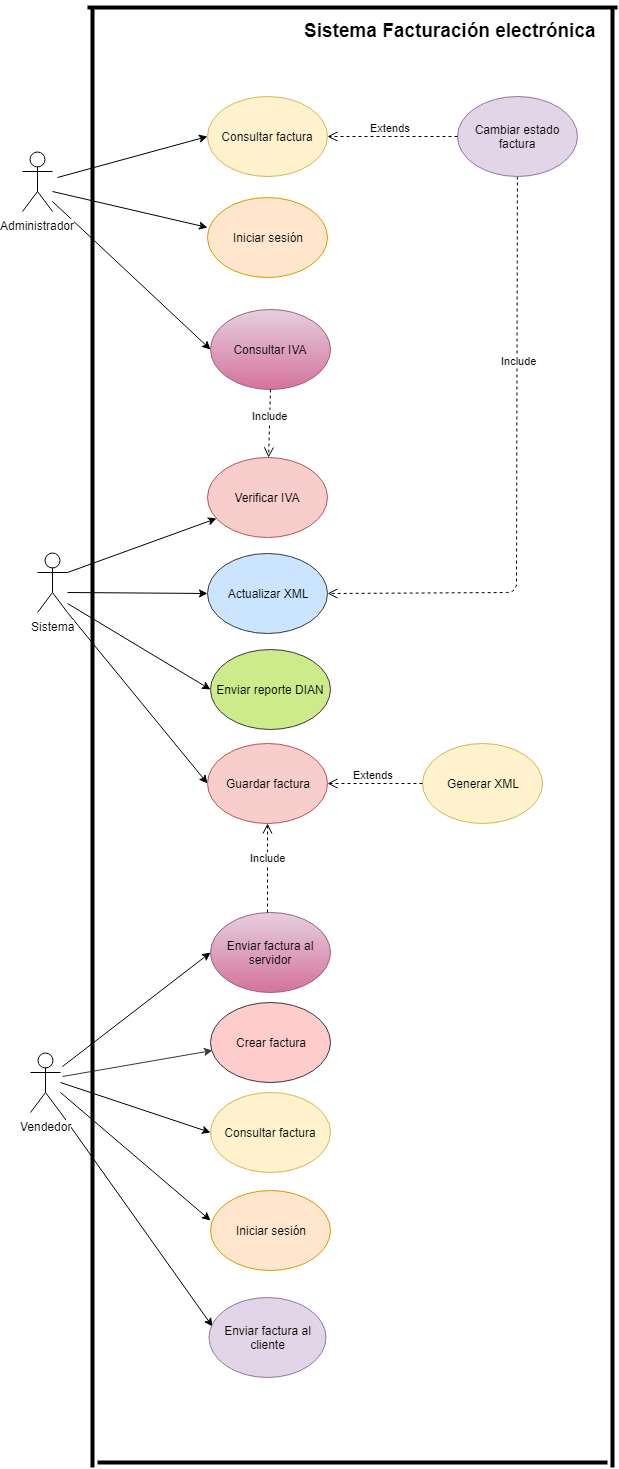 Sistema Facturación electrónica
Consultar factura
Extends
Cambiar estado
factura
Administrador
Iniciar sesión
Consultar IVA
Include
Include
Verificar IVA
Actualizar XML
Sistema
Enviar reporte DIAN
Guardar factura
Extends
Generar XML
Include
Enviar factura al
servidor
Crear factura
Vendedor
Consultar factura
Iniciar sesión
Enviar factura al
cliente